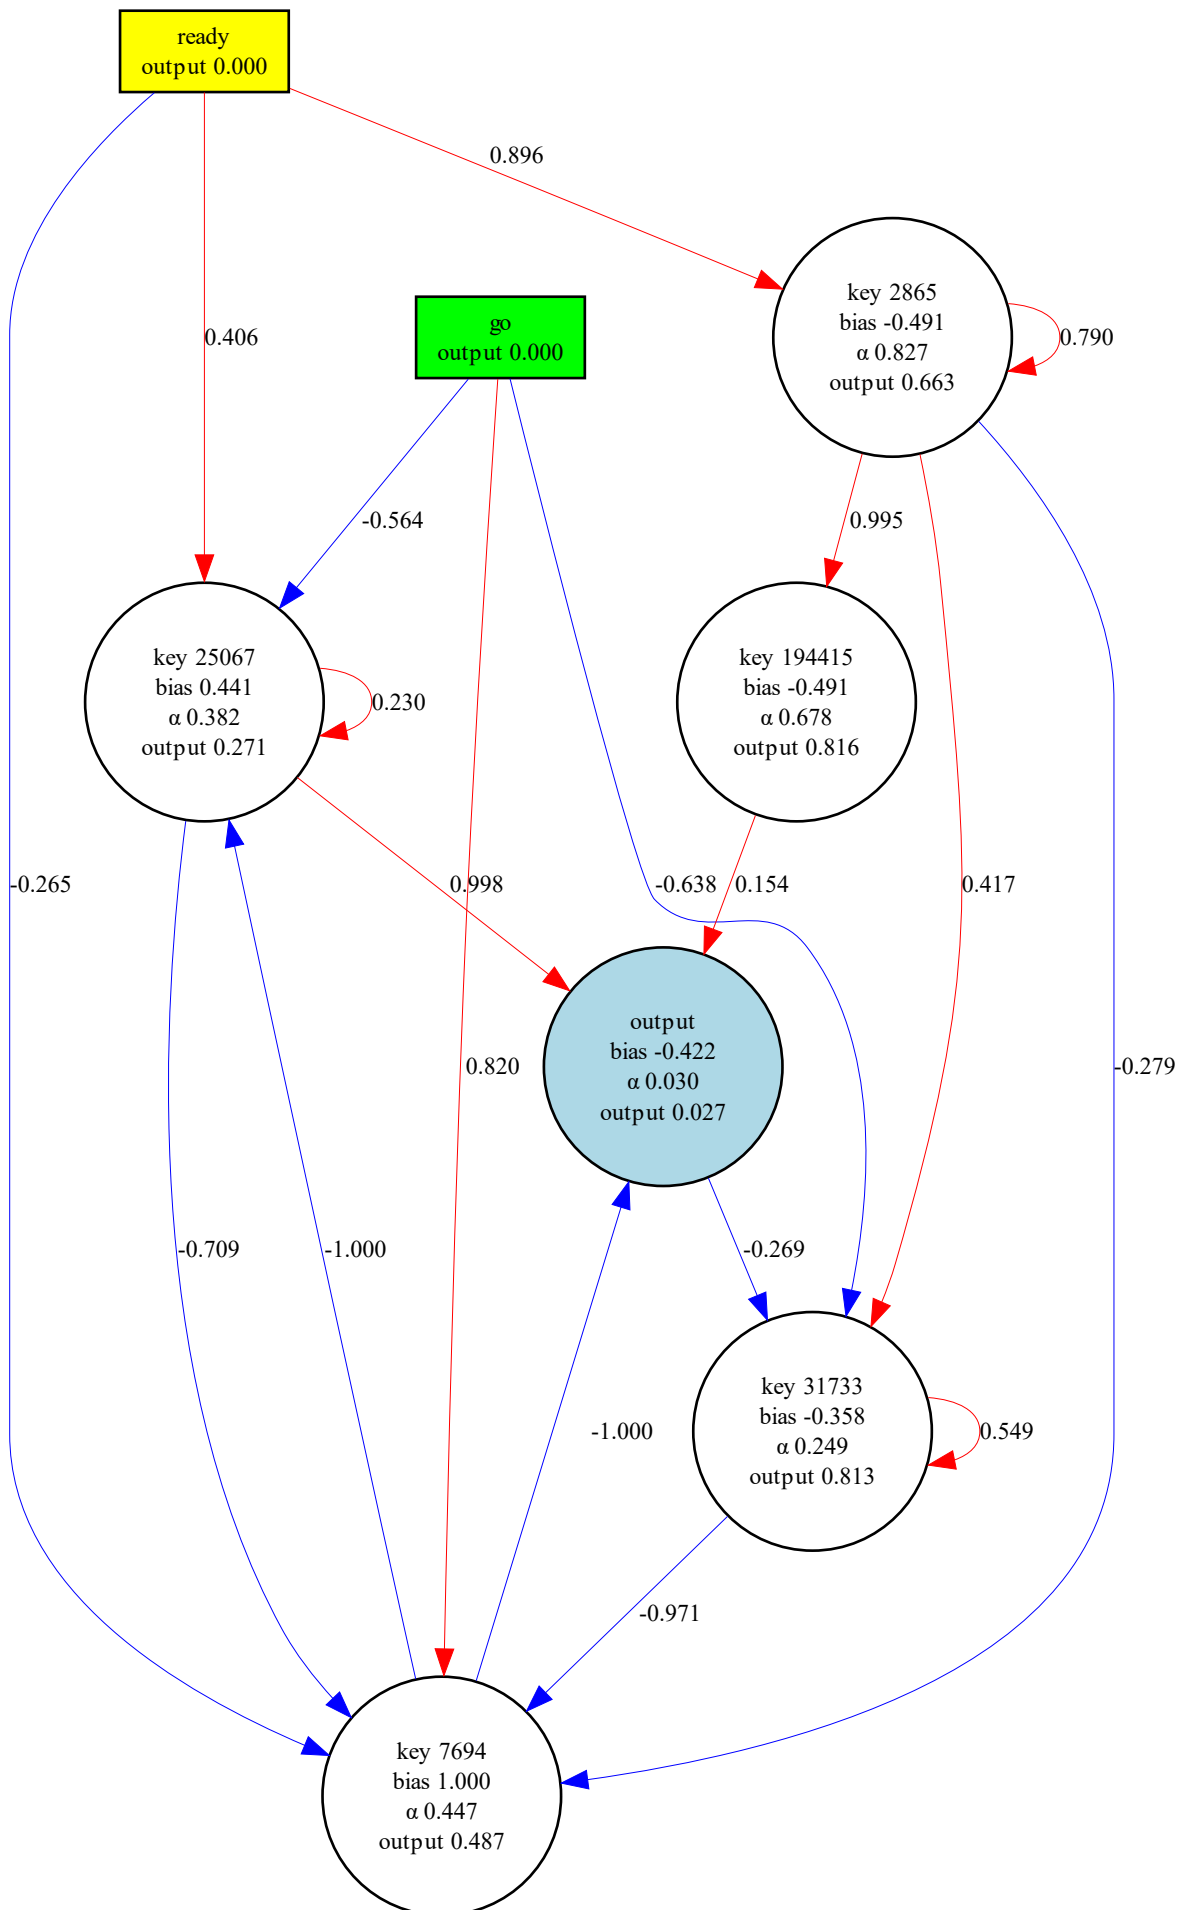 ready
output 0.000
0.896
key 2865
bias -0.491
α 0.827
output 0.663
0.790
go
output 0.000
0.406
-0.564
0.995
key 25067
bias 0.441
α 0.382
output 0.271
0.230
key 194415
bias -0.491
α 0.678
output 0.816
-0.265
0.998
-0.638
0.154
0.417
output
bias -0.422
α 0.030
output 0.027
0.820
-0.279
-0.709
-1.000
-0.269
key 31733
bias -0.358
α 0.249
output 0.813
-1.000
0.549
-0.971
key 7694
bias 1.000
α 0.447
output 0.487